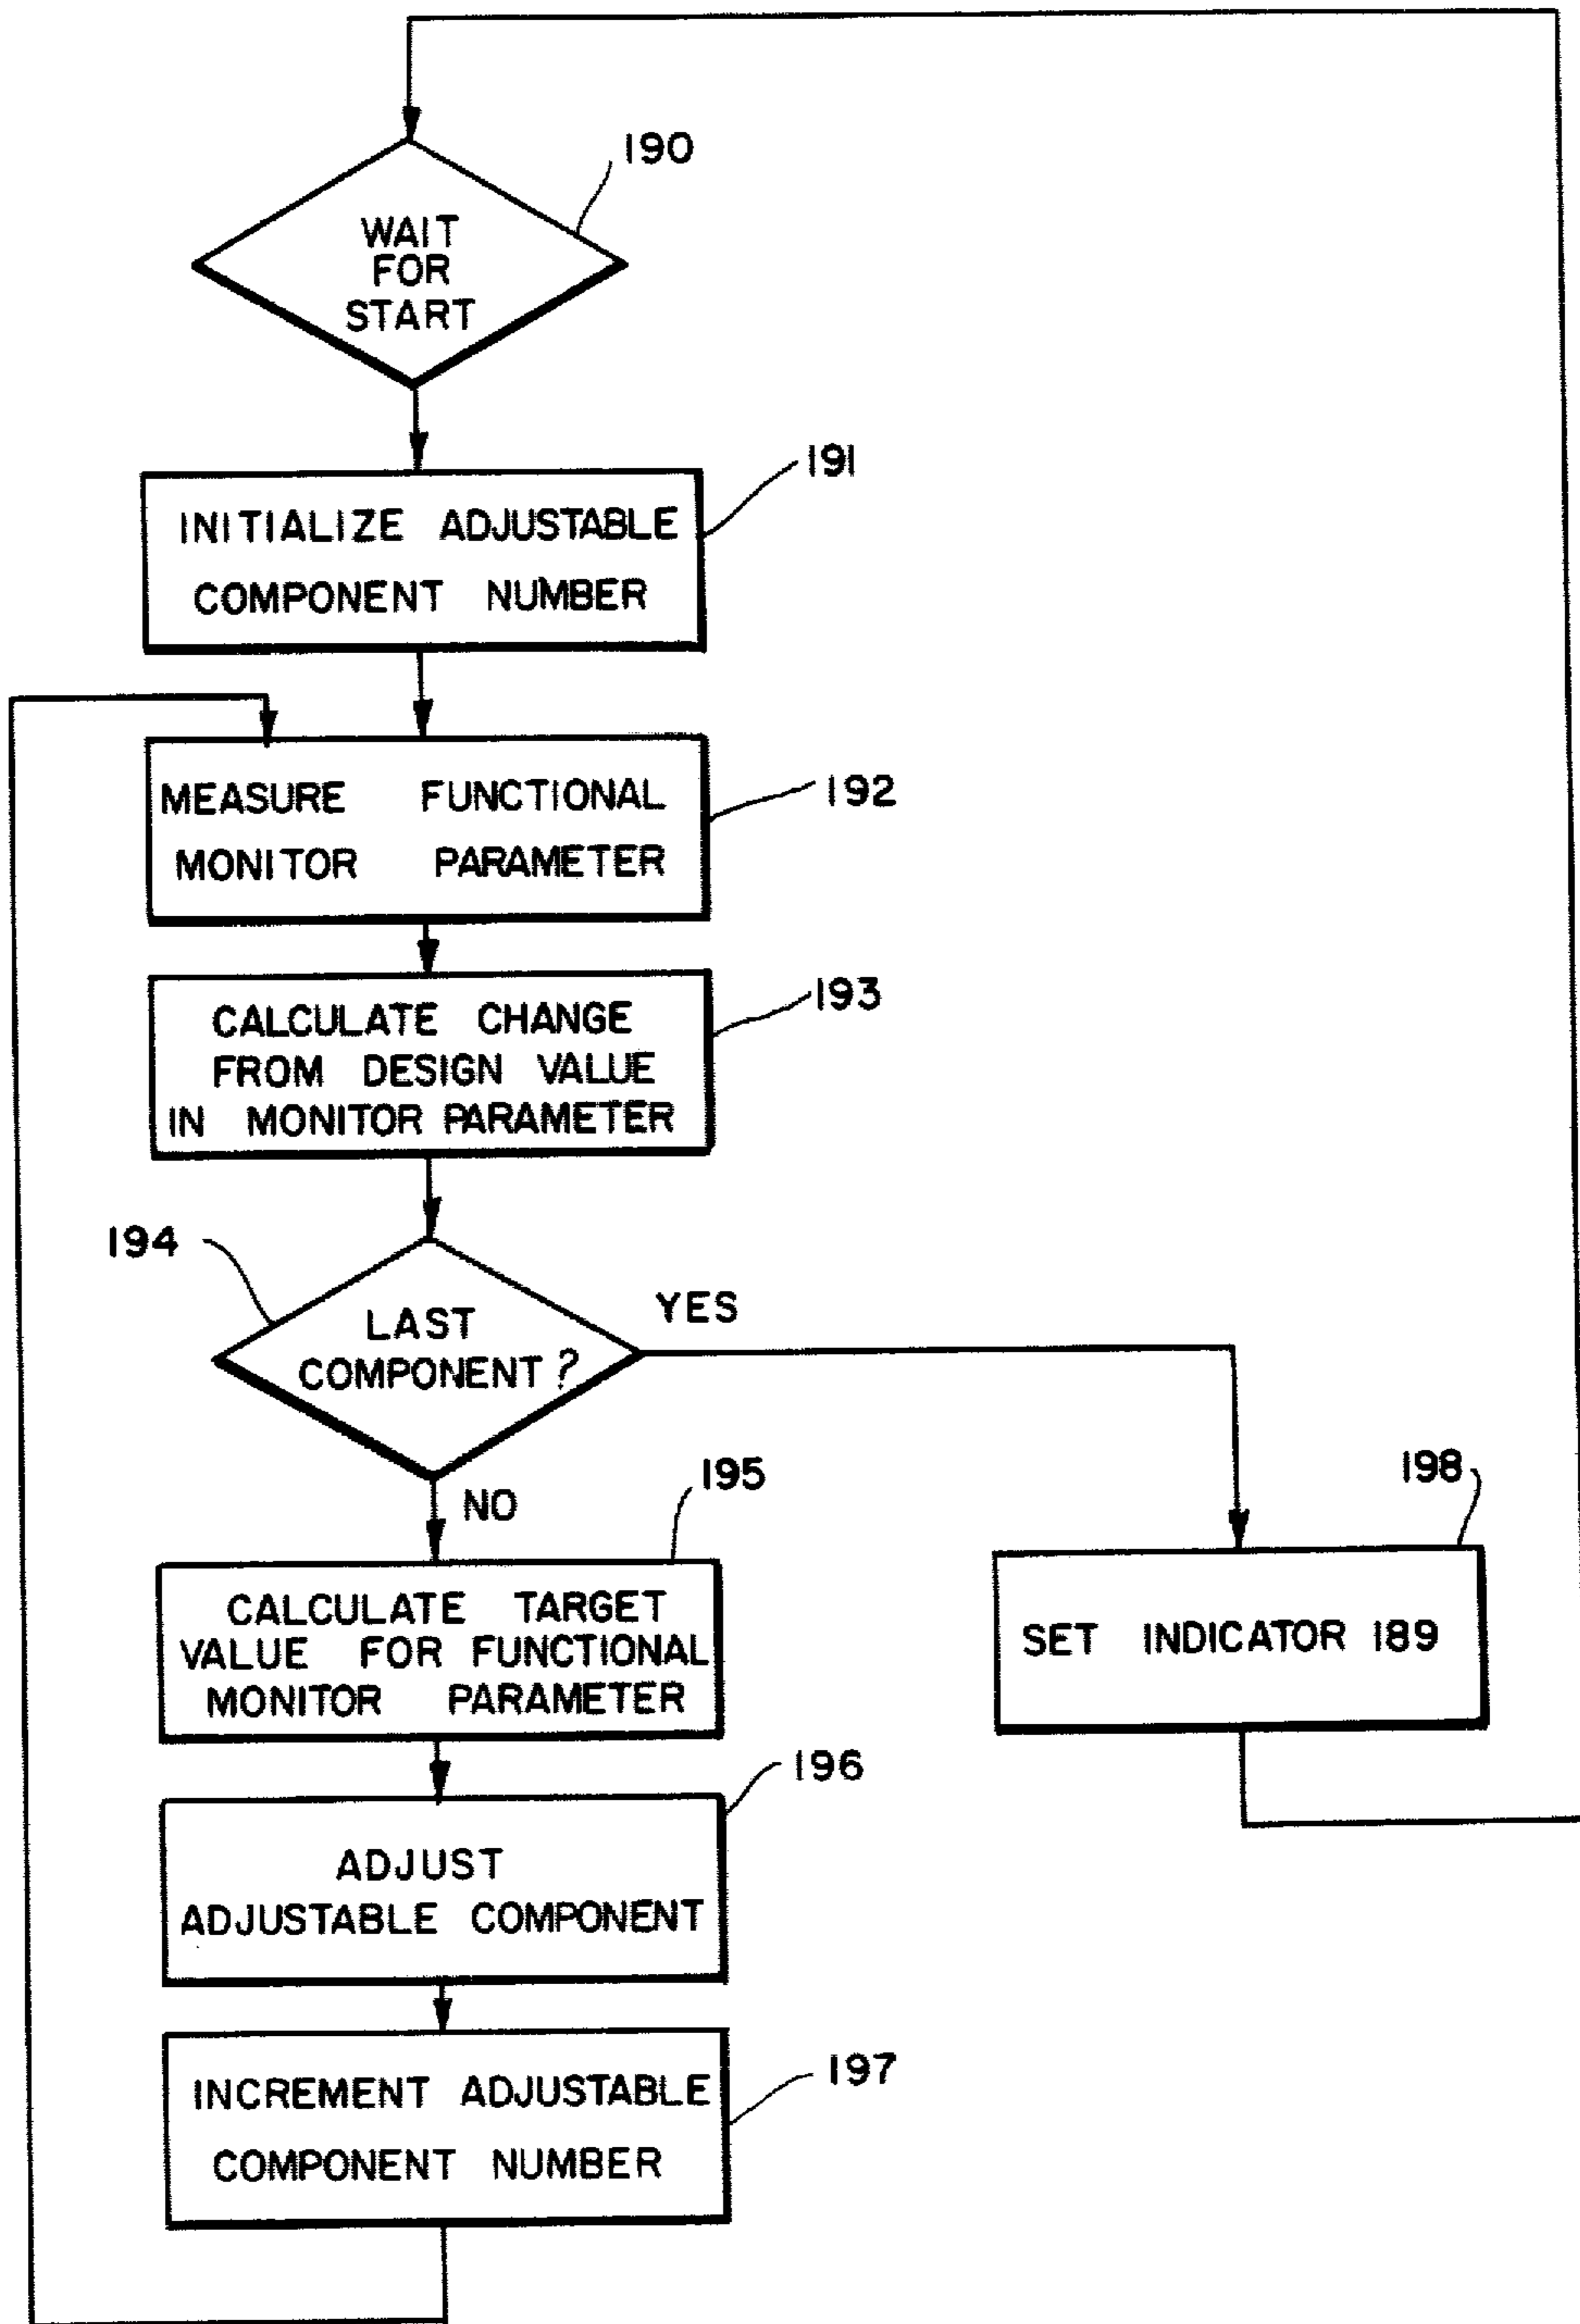 190
WAIT
FOR
START
191
INITIALIZE ADJUSTABLE
COMPONENT NUMBER
192
MEASURE FUNCTIONAL
MONITOR PARAMETER
193
CALCULATE CHANGE
FROM DESIGN VALUE
IN MONITOR PARAMETER
194
LAST
COMPONENT?
YES
NO
195
CALCULATE TARGET
VALUE FOR FUNCTIONAL
MONITOR PARAMETER
198
SET INDICATOR 189
196
ADJUST
ADJUSTABLE COMPONENT
197
INCREMENT ADJUSTABLE
COMPONENT NUMBER